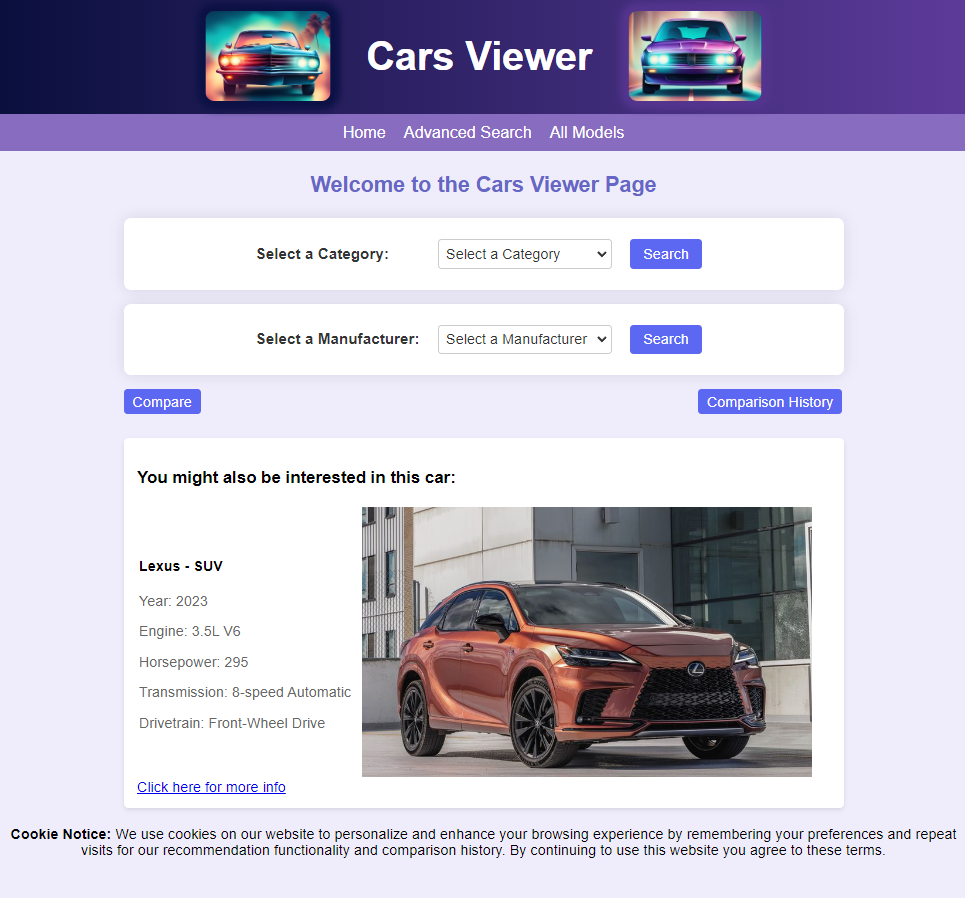 Cars Viewer
Home Advanced Search All Models
Welcome to the Cars Viewer Page
Select a Category: Select a Category Search
Select a Manufacturer: Select a Manufacturer Search
Compare Comparison History
You might also be interested in this car:
Lexus - SUV
Year: 2023
Engine: 3.5L V6
Horsepower: 295
Transmission: 8-speed Automatic
Drivetrain: Front-Wheel Drive
Click here for more info
Cookie Notice: We use cookies on our website to personalize and enhance your browsing experience by remembering your preferences and repeat
visits for our recommendation functionality and comparison history. By continuing to use this website you agree to these terms.